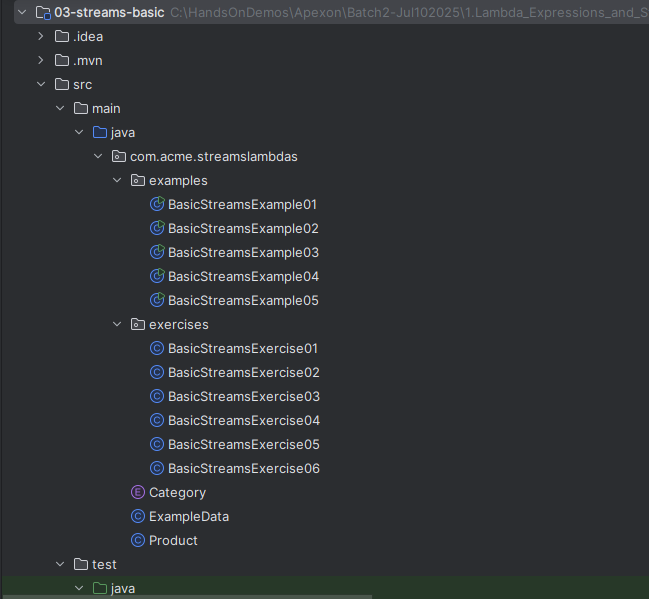 03-streams-basic C:\HandsOnDemos\Apexon\Batch2-Jul102025\1.Lambda_Expressions_and_S
.idea
.mvn
src
main
java
com.acme.streamslambdas
examples
BasicStreamsExample01
BasicStreamsExample02
BasicStreamsExample03
BasicStreamsExample04
BasicStreamsExample05
exercises
BasicStreamsExercise01
BasicStreamsExercise02
BasicStreamsExercise03
BasicStreamsExercise04
BasicStreamsExercise05
BasicStreamsExercise06
Category
ExampleData
Product
test
java